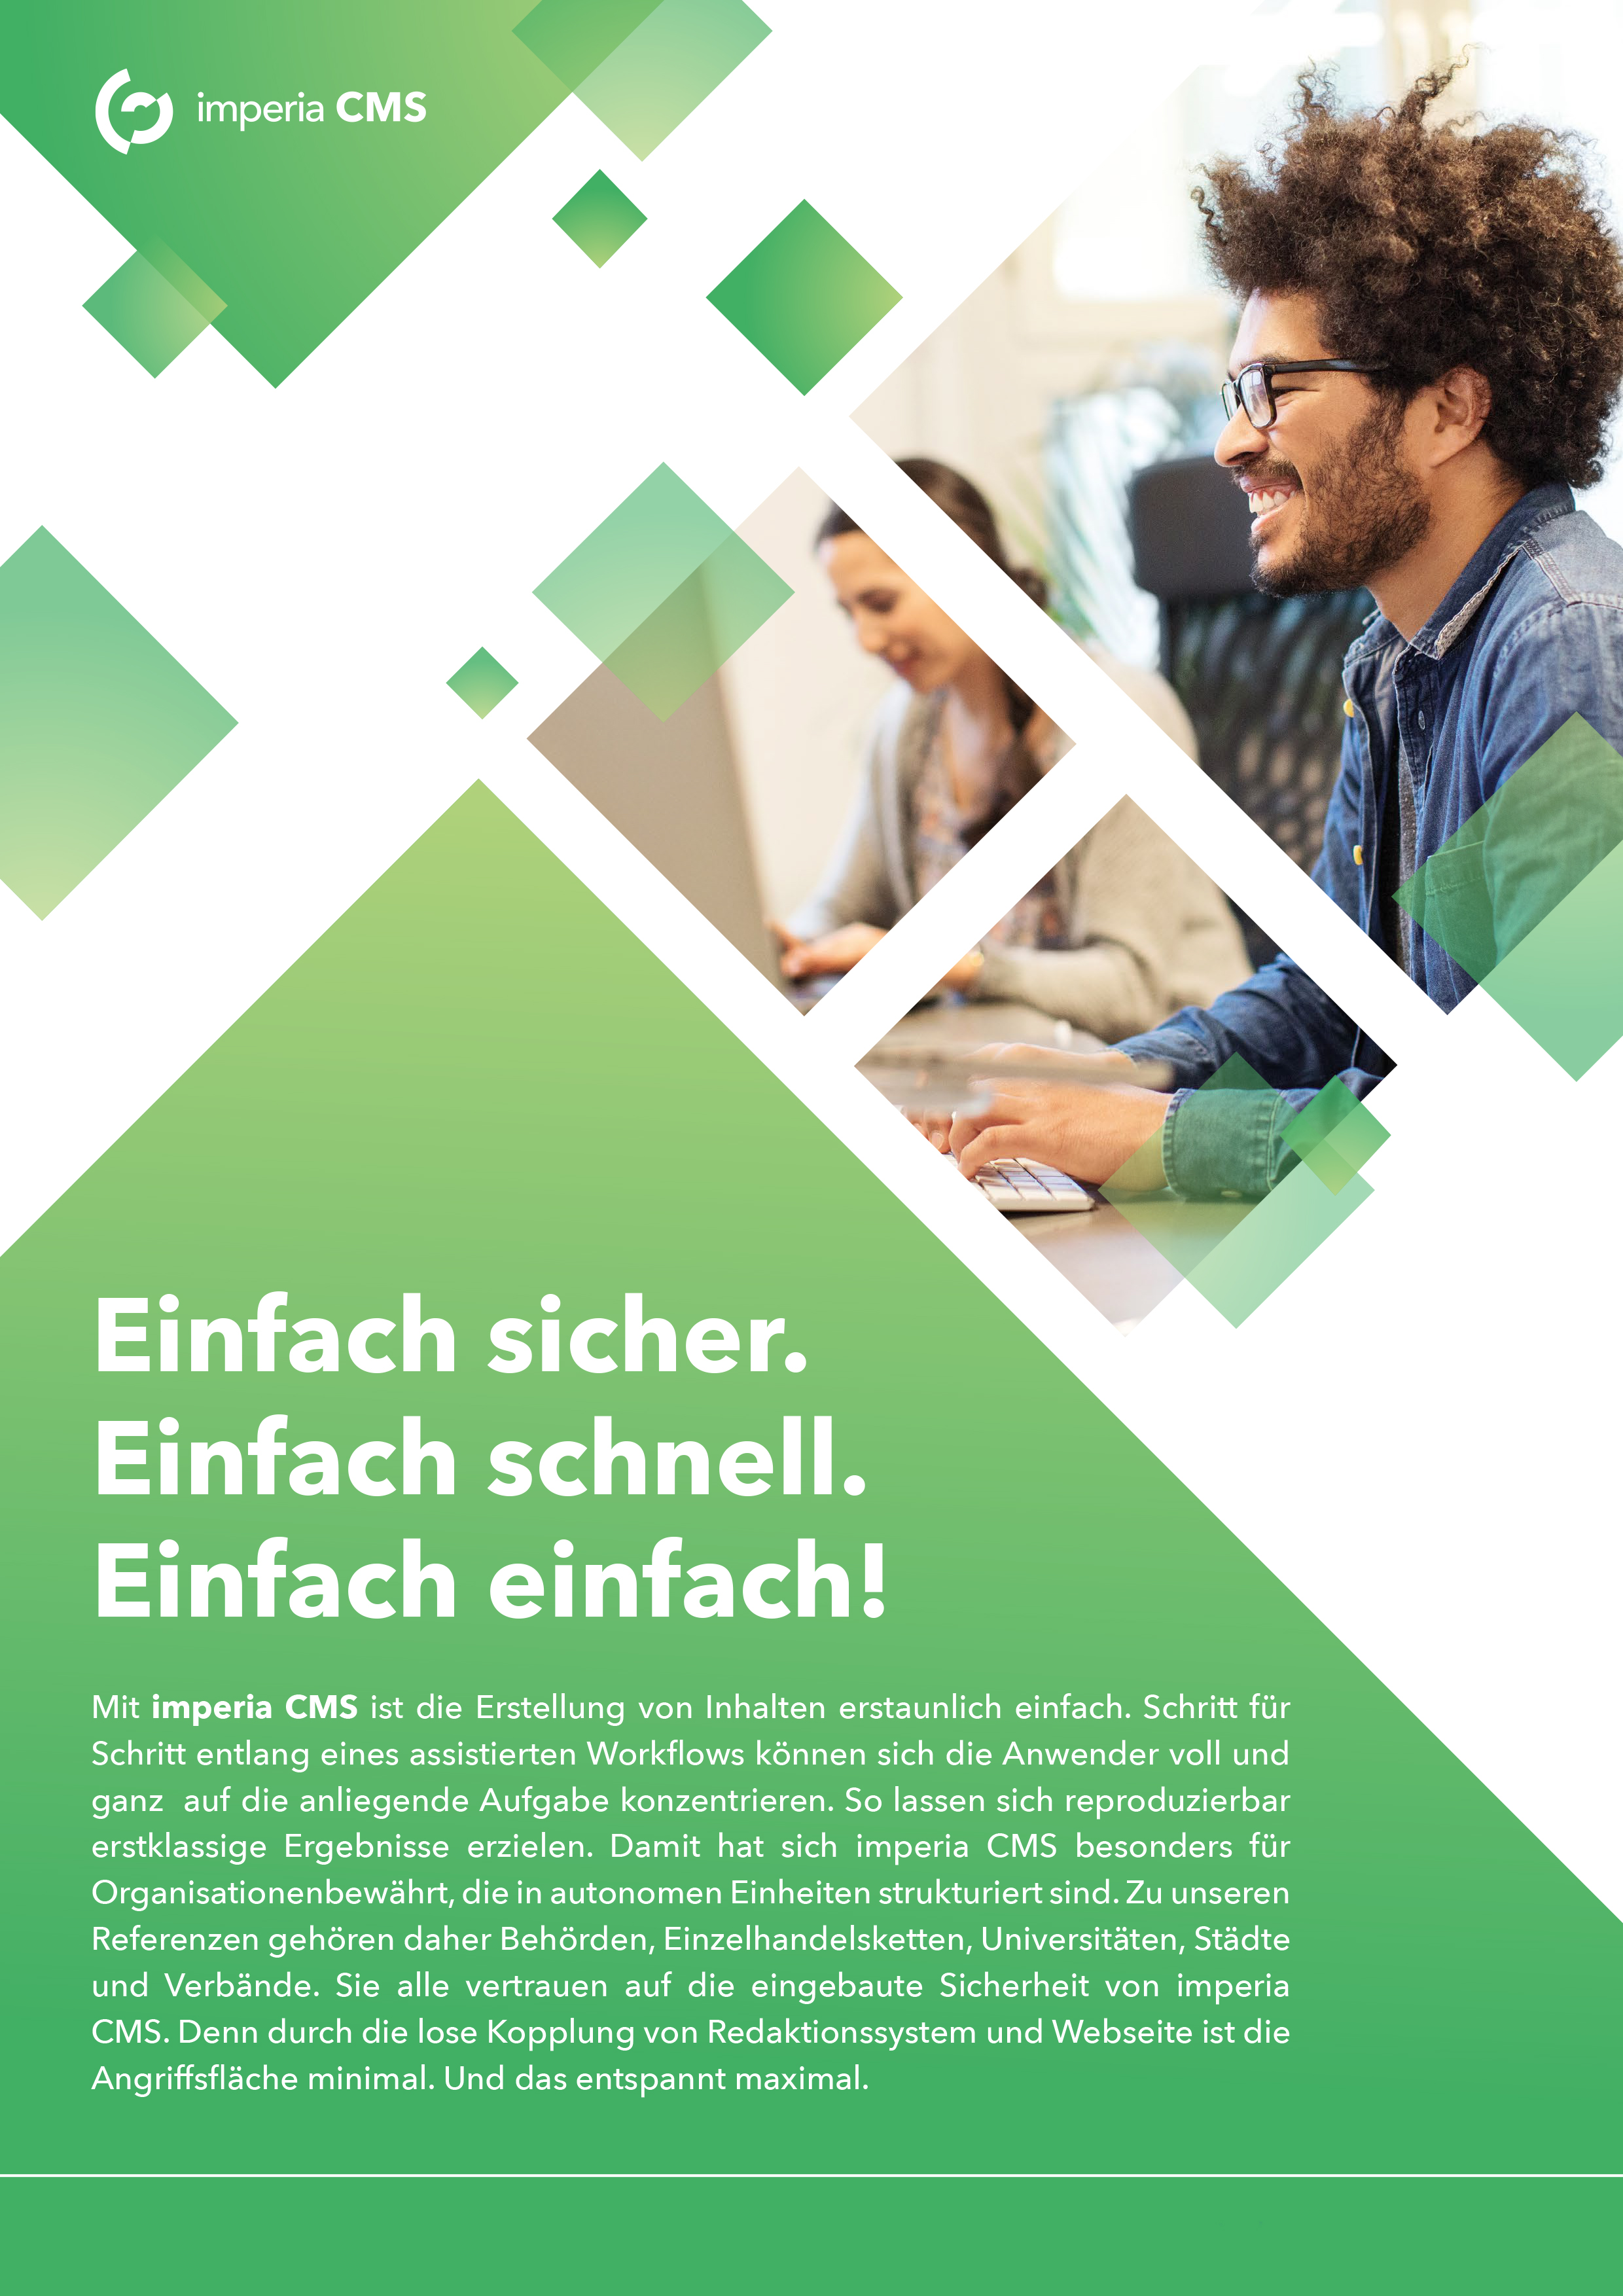 imperia CMS
Einfach sicher.
Einfach schnell.
Einfach einfach!
Mit imperia CMS ist die Erstellung von Inhalten erstaunlich einfach. Schritt für
Schritt entlang eines assistierten Workflows können sich die Anwender voll und
ganz  auf die anliegende Aufgabe konzentrieren. So lassen sich reproduzierbar
erstklassige Ergebnisse erzielen. Damit hat sich imperia CMS besonders für
Organisationenbewährt, die in autonomen Einheiten strukturiert sind. Zu unseren
Referenzen gehören daher Behörden, Einzelhandelsketten, Universitäten, Städte
und Verbände. Sie alle vertrauen auf die eingebaute Sicherheit von imperia
CMS. Denn durch die lose Kopplung von Redaktionssystem und Webseite ist die
Angriffsfläche minimal. Und das entspannt maximal.